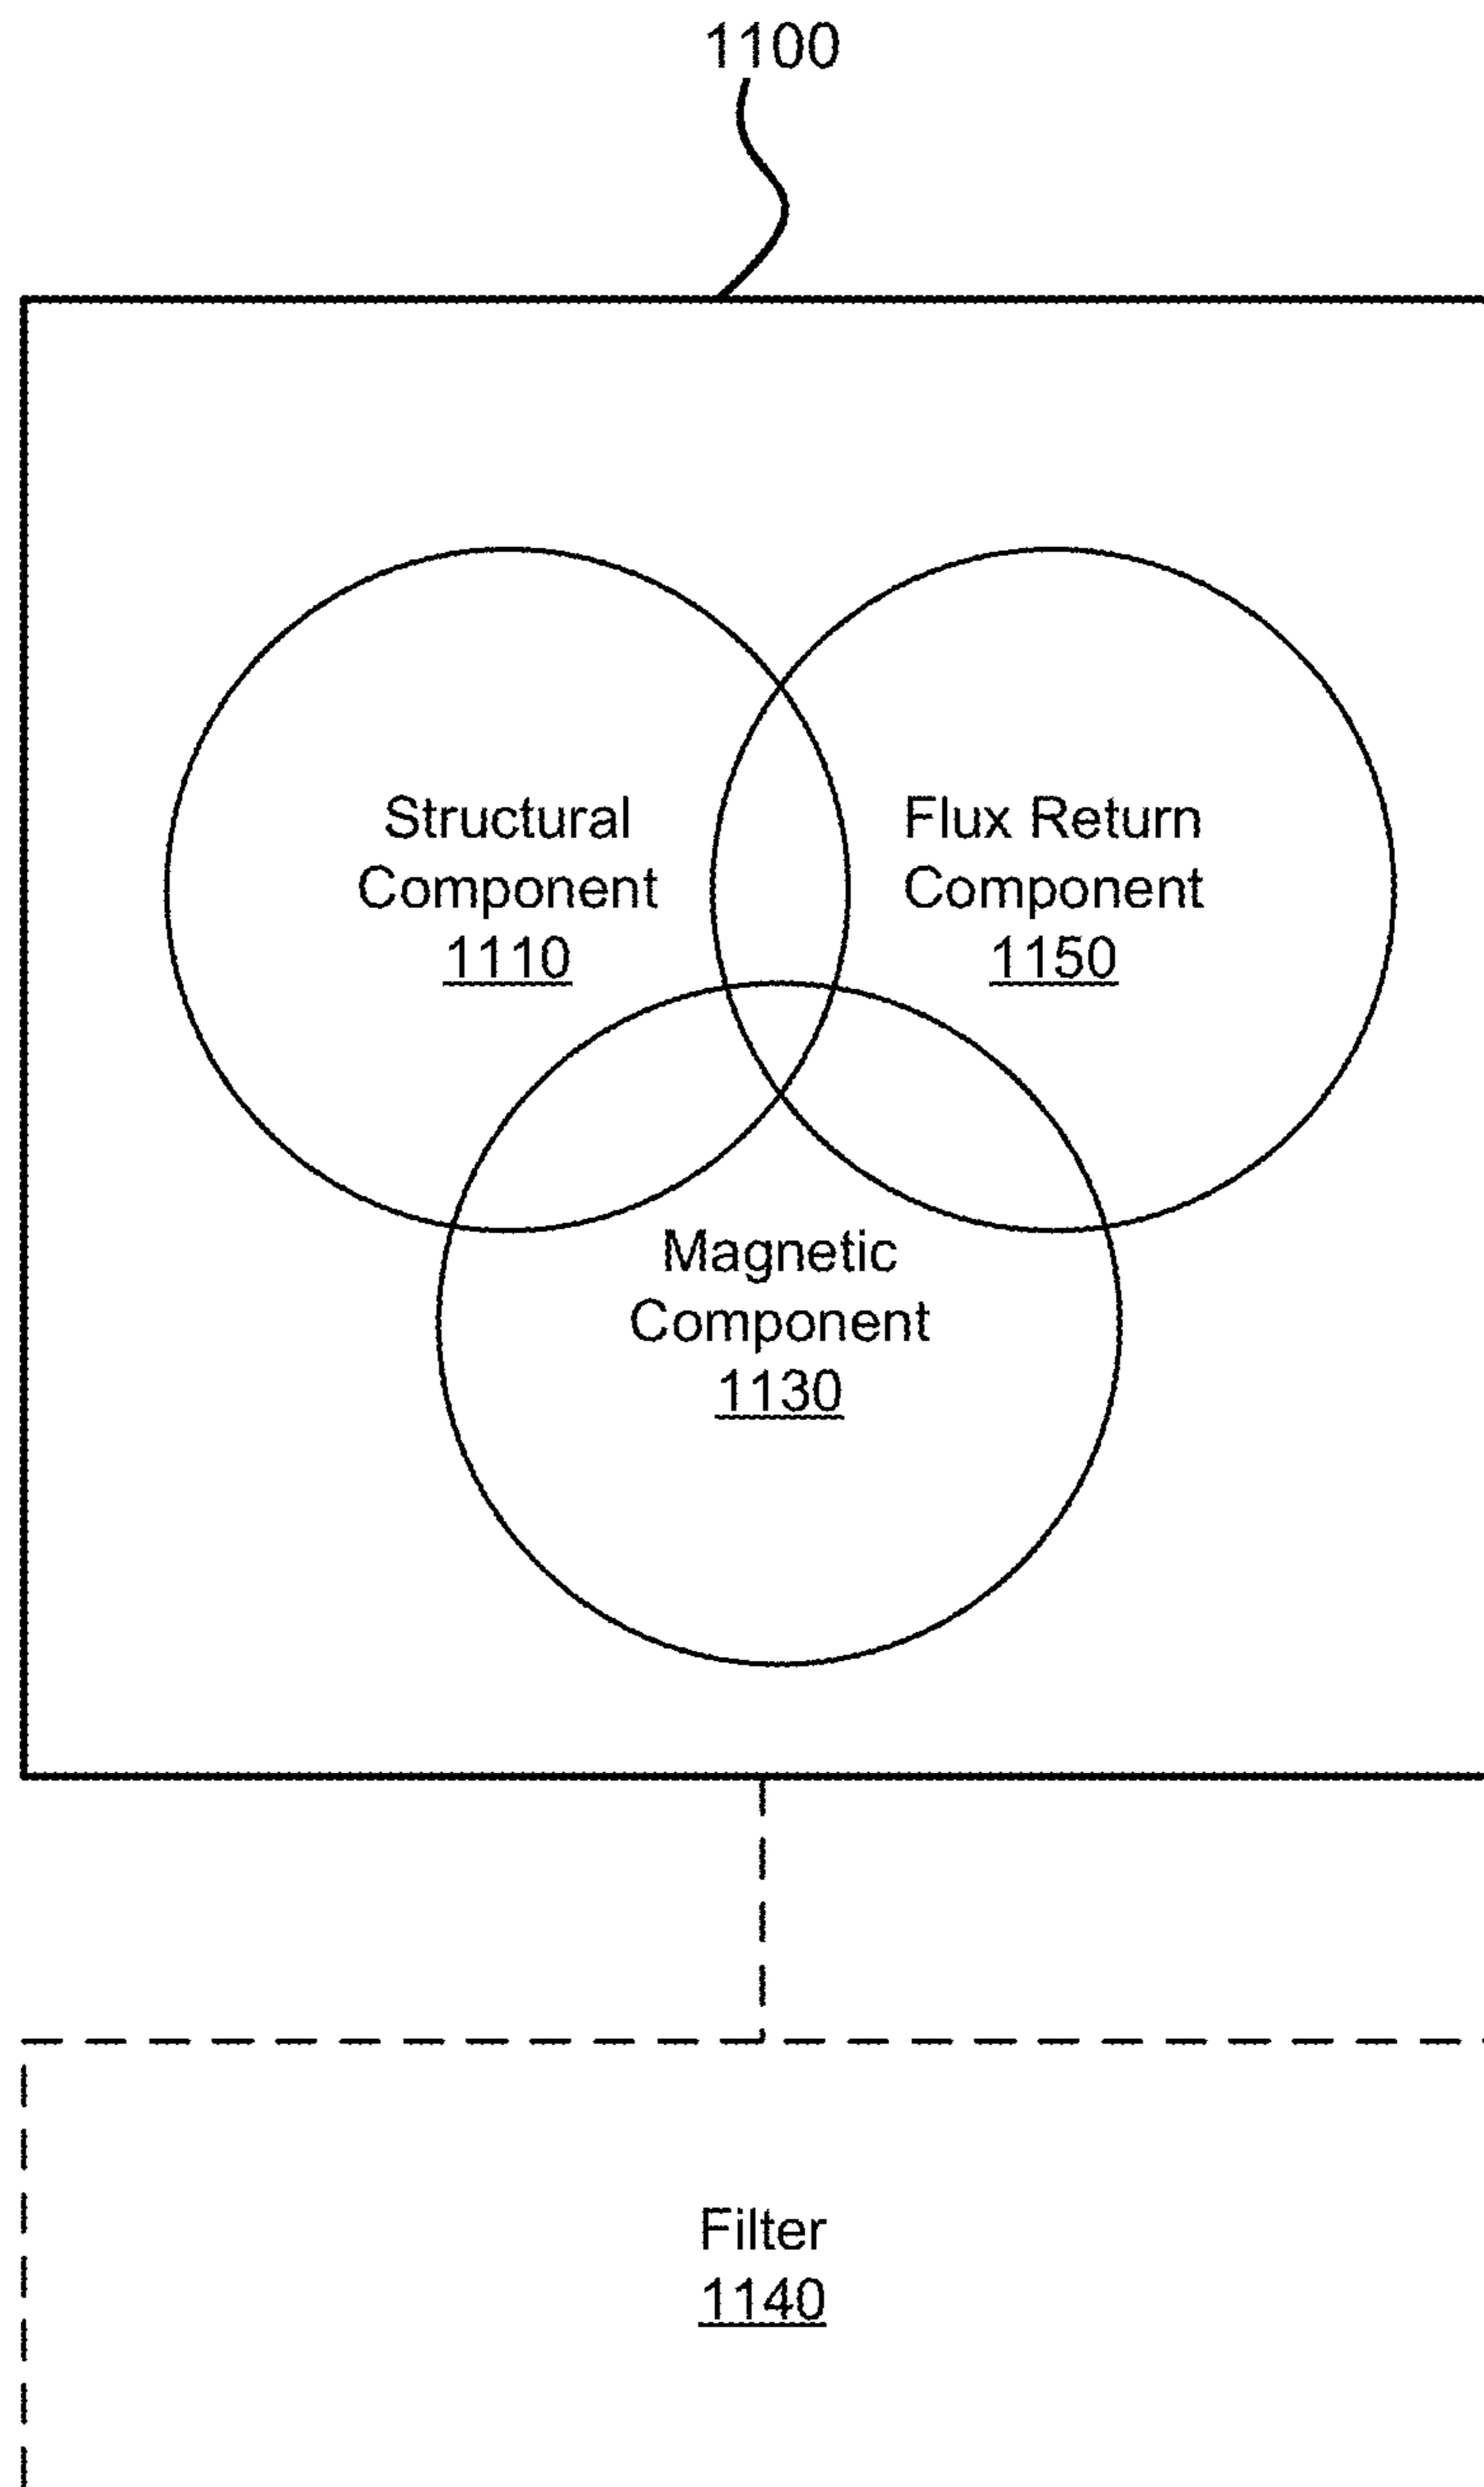 1100
Structural
Component
1110
Flux Return
Component
1150
Magnetic
Component
1130
Filter
1140